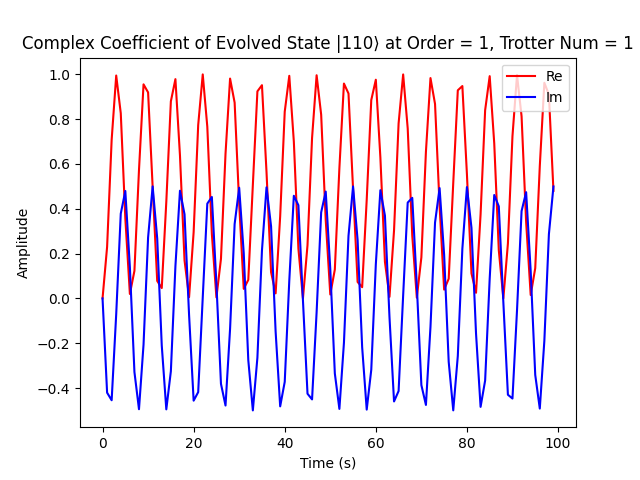 Complex Coefficient of Evolved State |110⟩ at Order = 1, Trotter Num = 1
1.0
0.8
0.6
0.4
0.2
0.0
−0.2
−0.4
Amplitude
Re
Im
0 20 40 60 80 100
Time (s)